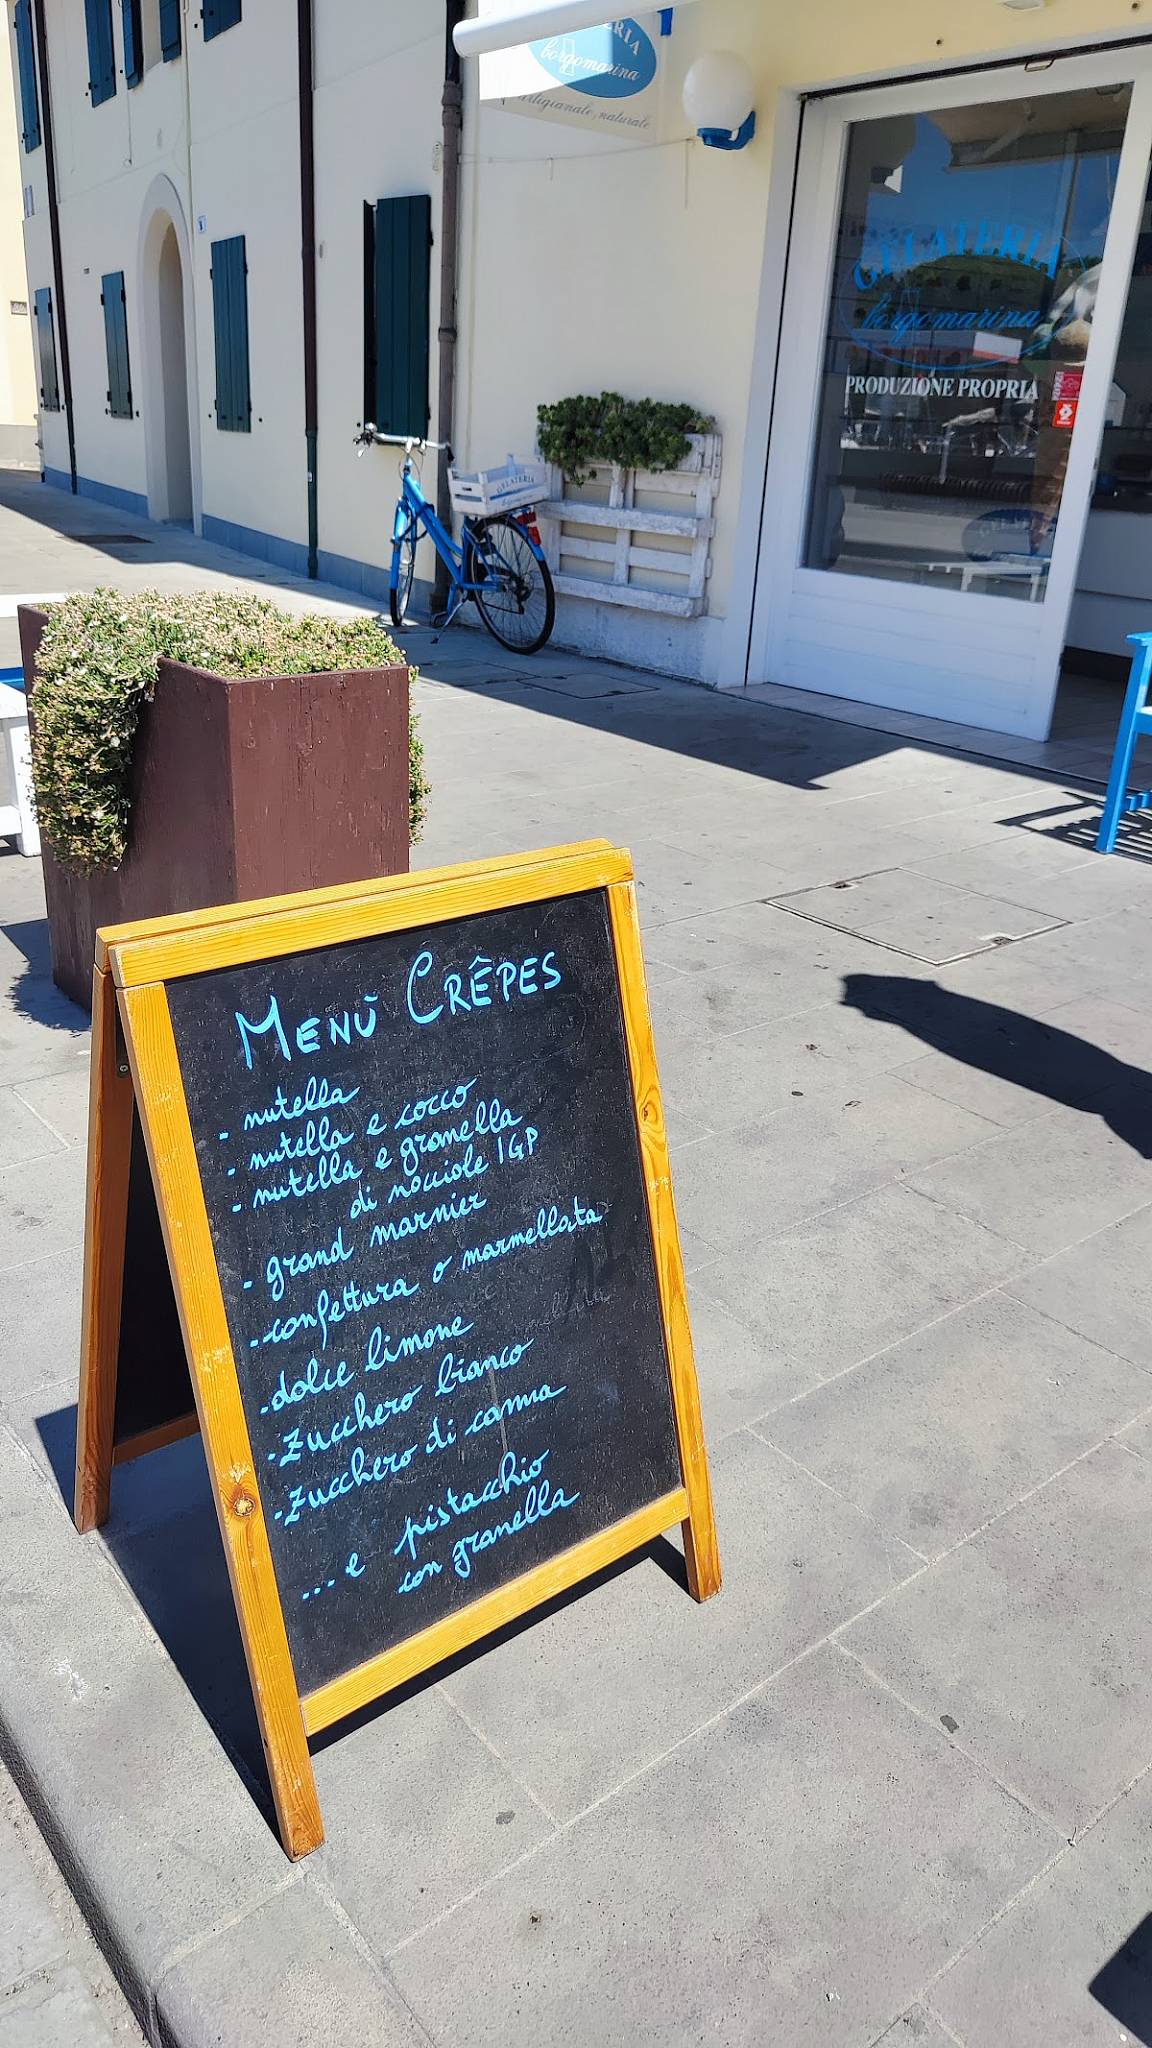 borgomarina
artigianale, naturale
GELATERIA
borgomarina
PRODUZIONE PROPRIA
GELATERIA
MENÙ CRÊPES
- nutella
- nutella e cocco
- nutella e granella
di nocciole IGP
- grand marnier
- confettura o marmellata
- dolce limone
- zucchero bianco
- zucchero di canna
... e pistacchio
con granella